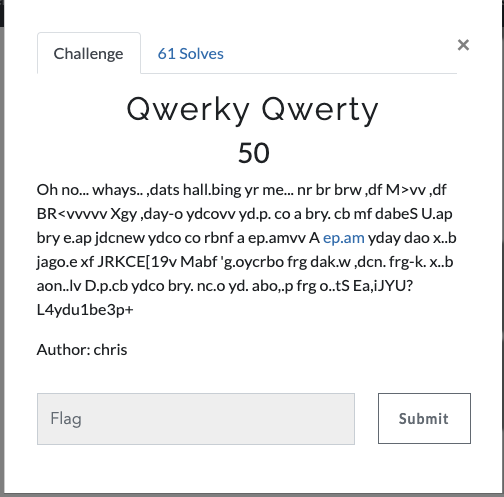 Challenge
61 Solves
×
Qwerky Qwerty
50
Oh no... whays.. ,dats hall.bing yr me... nr br brw ,df M>vv ,df
BR<vvvvv Xgy ,day-o ydcovv yd.p. co a bry. cb mf dabeS U.ap
bry e.ap jdcnew ydco co rbnf a ep.amvv A ep.am yday dao x..b
jago.e xf JRKCE[19v Mabf 'g.oycrbo frg dak.w ,dcn. frg-k. x..b
aon..lv D.p.cb ydco bry. nc.o yd. abo,.p frg o..tS Ea,iJYU?
L4ydu1be3p+
Author: chris
Flag
Submit